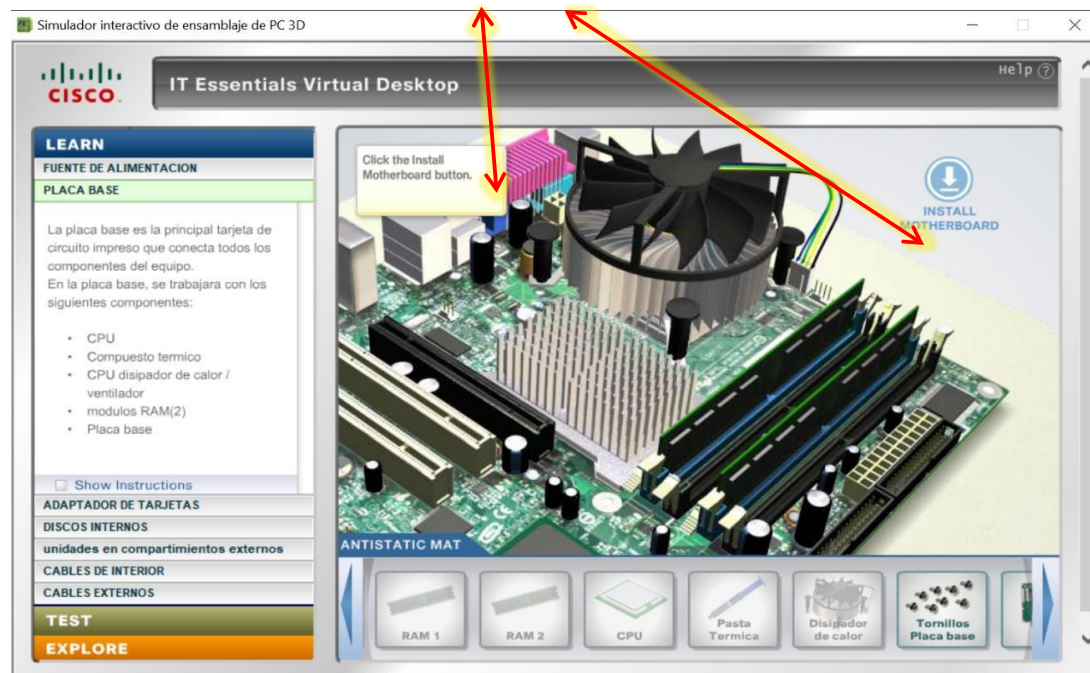 Simulador interactivo de ensamblaje de PC 3D
CISCO
IT Essentials Virtual Desktop
Help ?
LEARN
FUENTE DE ALIMENTACION
PLACA BASE
La placa base es la principal tarjeta de
circuito impreso que conecta todos los
componentes del equipo.
En la placa base, se trabajara con los
siguientes componentes:
• CPU
• Compuesto termico
• CPU disipador de calor /
ventilador
• modulos RAM(2)
• Placa base
Show Instructions
ADAPTADOR DE TARJETAS
DISCOS INTERNOS
unidades en compartimientos externos
CABLES DE INTERIOR
CABLES EXTERNOS
TEST
EXPLORE
Click the Install
Motherboard button.
INSTALL
MOTHERBOARD
ANTISTATIC MAT
RAM 1
RAM 2
CPU
Pasta
Termica
Disipador
de calor
Tornillos
Placa base